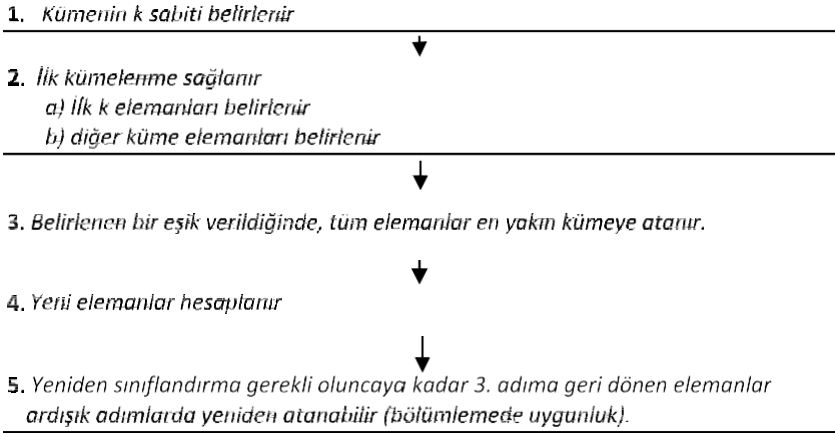 1. Kümenin k sabiti belirlenir
2. İlk kümelenme sağlanır
a) İlk k elemanları belirlenir
b) diğer küme elemanları belirlenir
3. Belirlenen bir eşik verildiğinde, tüm elemanlar en yakın kümeye atanır.
4. Yeni elemanlar hesaplanır
5. Yeniden sınıflandırma gerekli oluncaya kadar 3. adıma geri dönen elemanlar
ardışık adımlarda yeniden atanabilir (bölümlemede uygunluk).